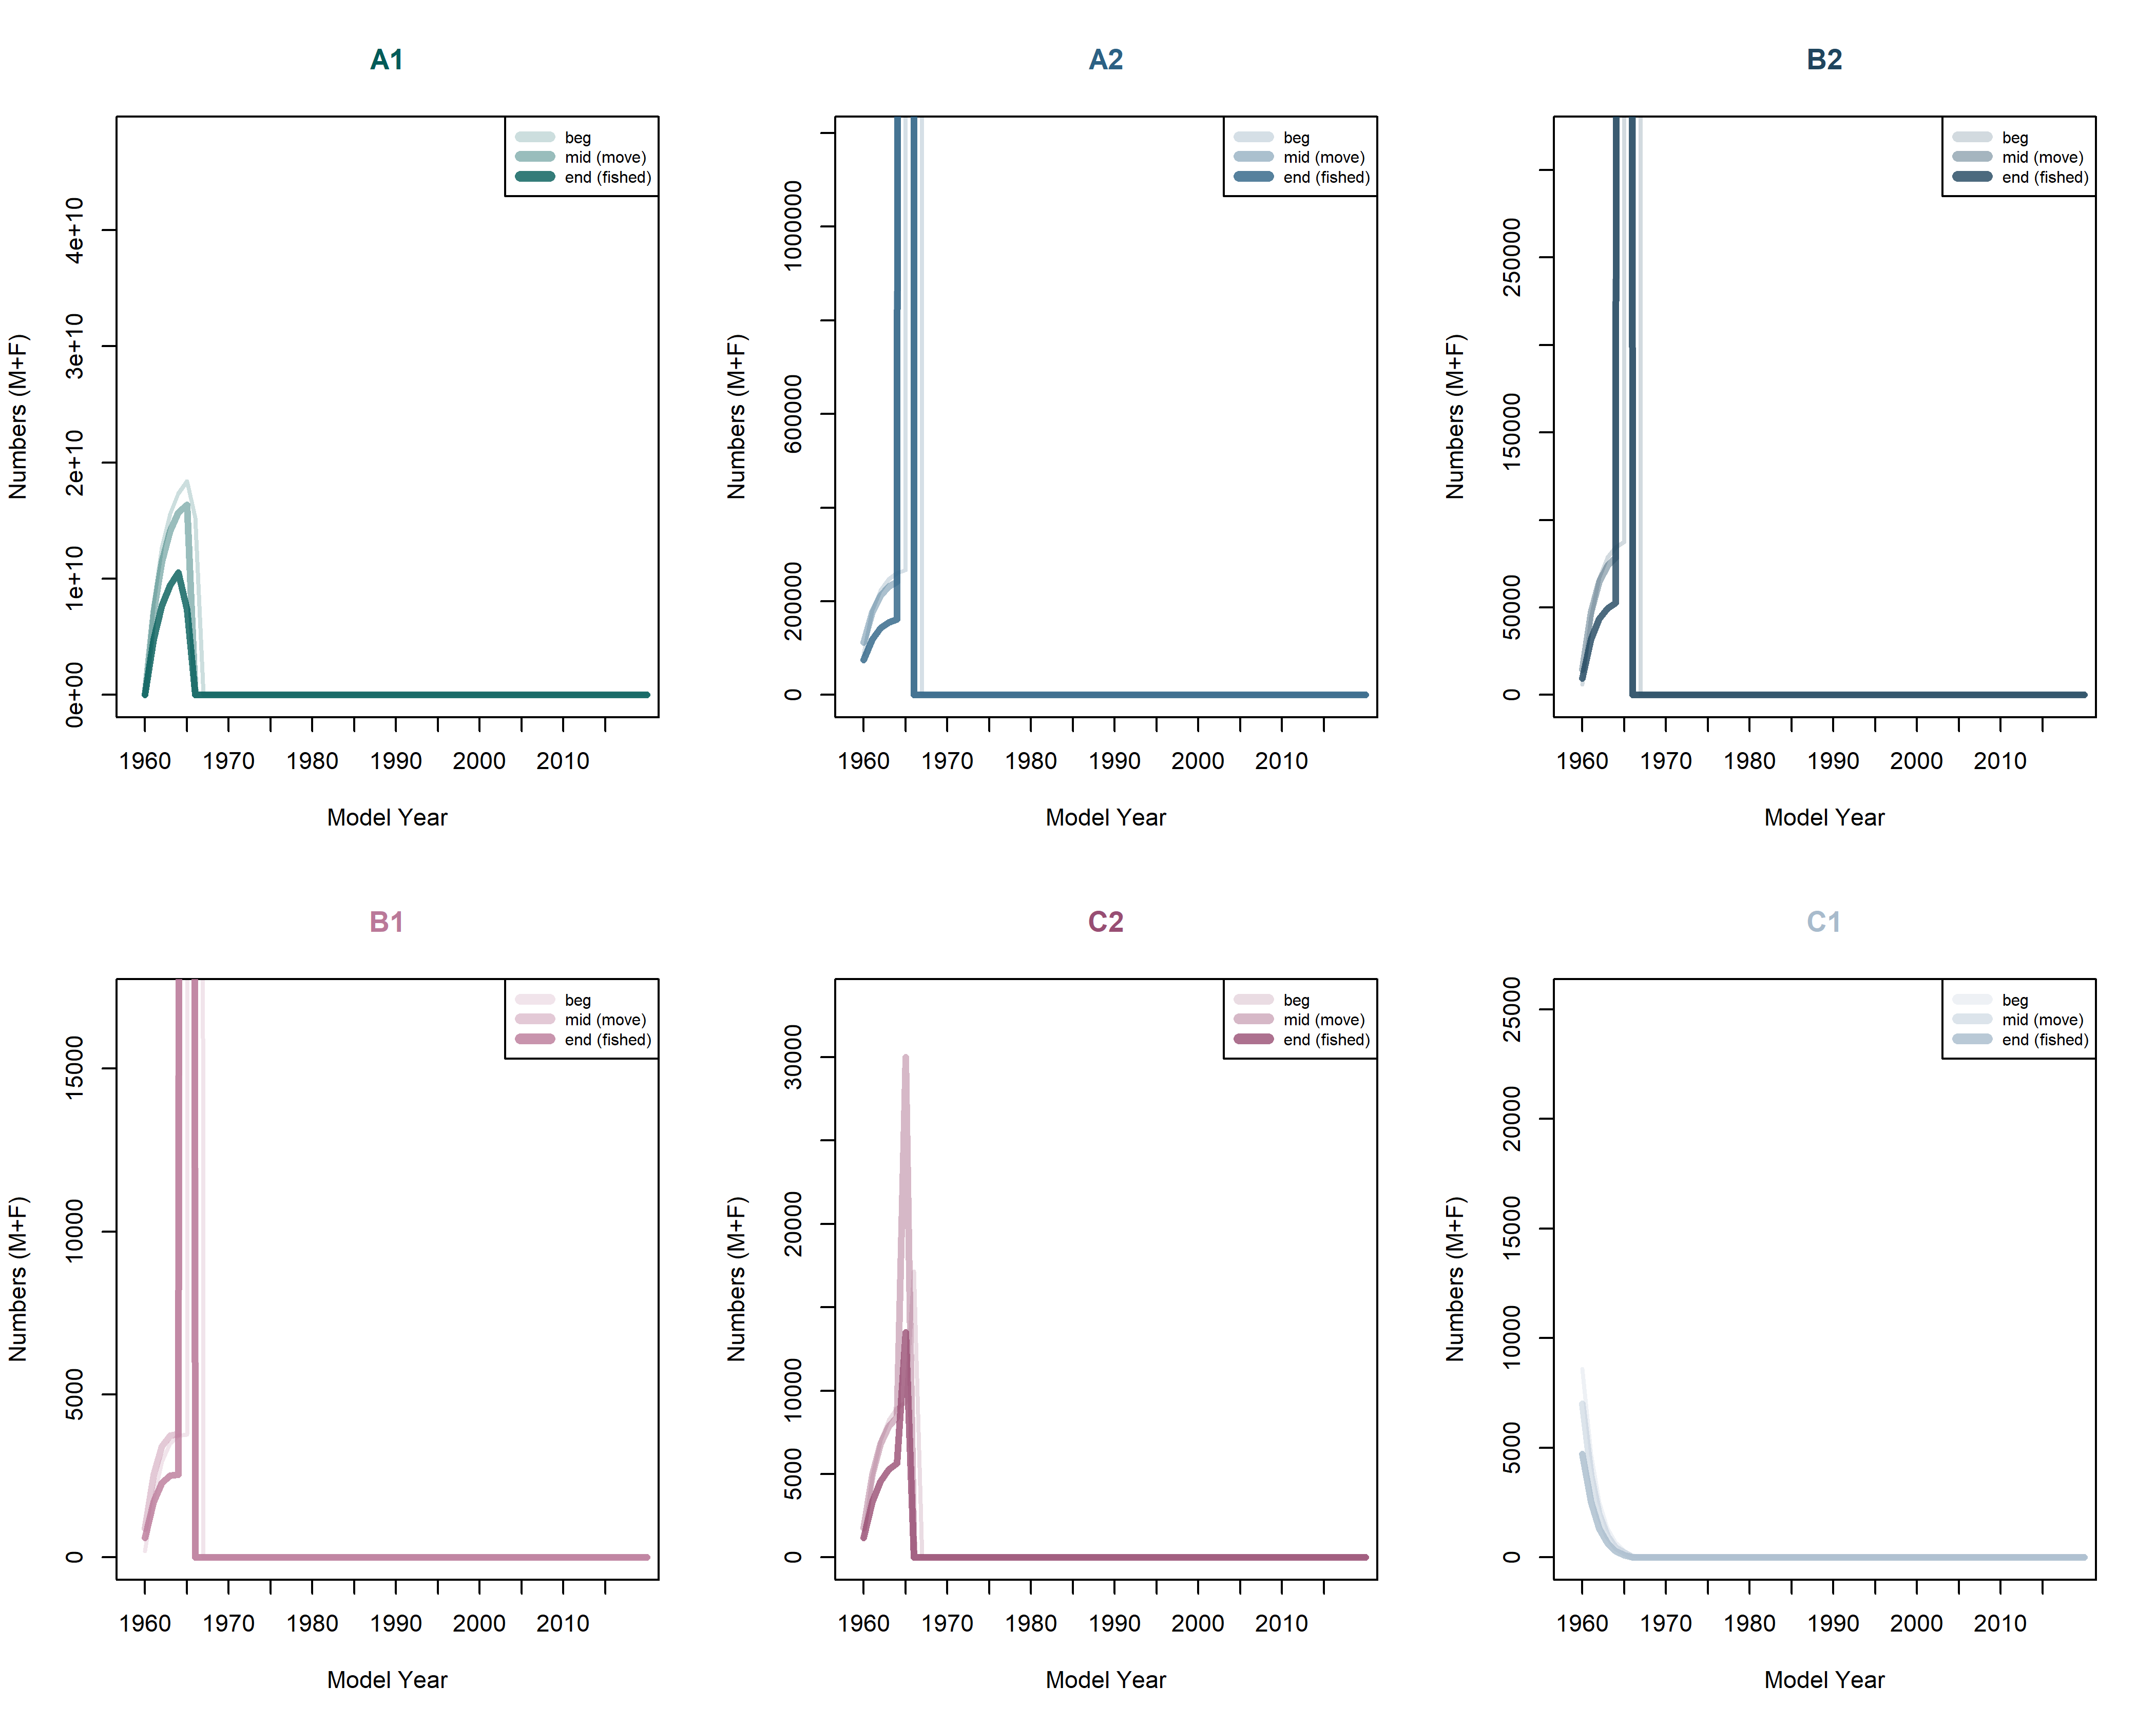 A1
beg
mid (move)
end (fished)
Numbers (M+F)
4e+10
3e+10
2e+10
1e+10
0e+00
1960 1970 1980 1990 2000 2010
Model Year
A2
beg
mid (move)
end (fished)
Numbers (M+F)
1000000
600000
200000
0
1960 1970 1980 1990 2000 2010
Model Year
B2
beg
mid (move)
end (fished)
Numbers (M+F)
250000
150000
50000
0
1960 1970 1980 1990 2000 2010
Model Year
B1
beg
mid (move)
end (fished)
Numbers (M+F)
15000
10000
5000
0
1960 1970 1980 1990 2000 2010
Model Year
C2
beg
mid (move)
end (fished)
Numbers (M+F)
30000
20000
10000
5000
0
1960 1970 1980 1990 2000 2010
Model Year
C1
beg
mid (move)
end (fished)
Numbers (M+F)
25000
20000
15000
10000
5000
0
1960 1970 1980 1990 2000 2010
Model Year